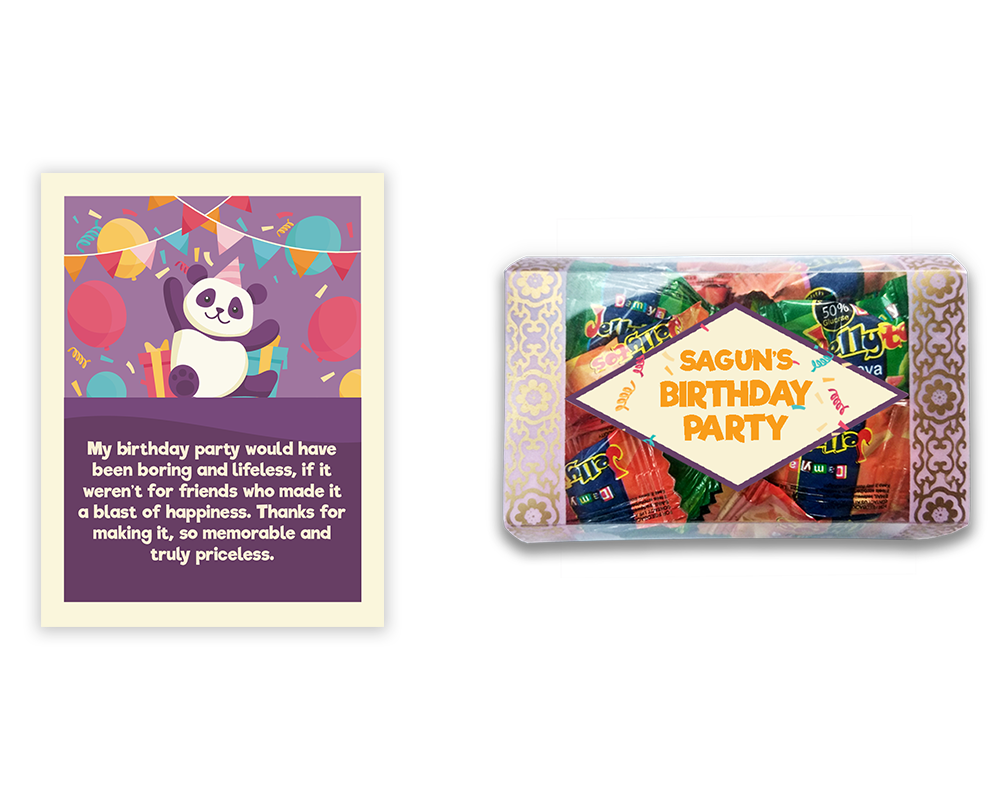 My birthday party would have
been boring and lifeless, if it
weren't for friends who made it
a blast of happiness. Thanks for
making it, so memorable and
truly priceless.
50%
Glucose
SAGUN'S
BIRTHDAY
PARTY